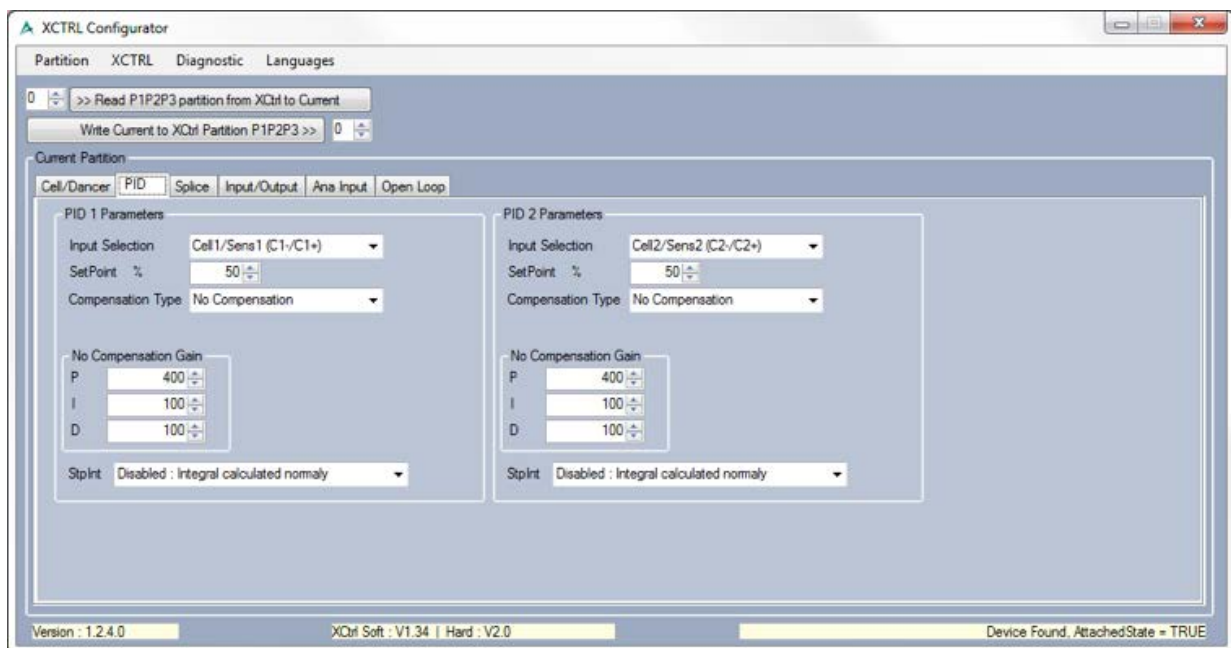 XCTRL Configurator
Partition XCTRL Diagnostic Languages
0 >> Read P1P2P3 partition from XCtrl to Current
Write Current to XCtrl Partition P1P2P3 >> 0
Current Partition
Cell/Dancer PID Splice Input/Output Ana Input Open Loop
PID 1 Parameters PID 2 Parameters
Input Selection Cell1/Sens1 (C1-/C1+) Input Selection Cell2/Sens2 (C2-/C2+)
SetPoint % 50 SetPoint % 50
Compensation Type No Compensation Compensation Type No Compensation
No Compensation Gain No Compensation Gain
P 400 P 400
I 100 I 100
D 100 D 100
StpInt Disabled : Integral calculated normaly StpInt Disabled : Integral calculated normaly
Version : 1.2.4.0 XCtrl Soft : V1.34 | Hard : V2.0 Device Found, AttachedState = TRUE